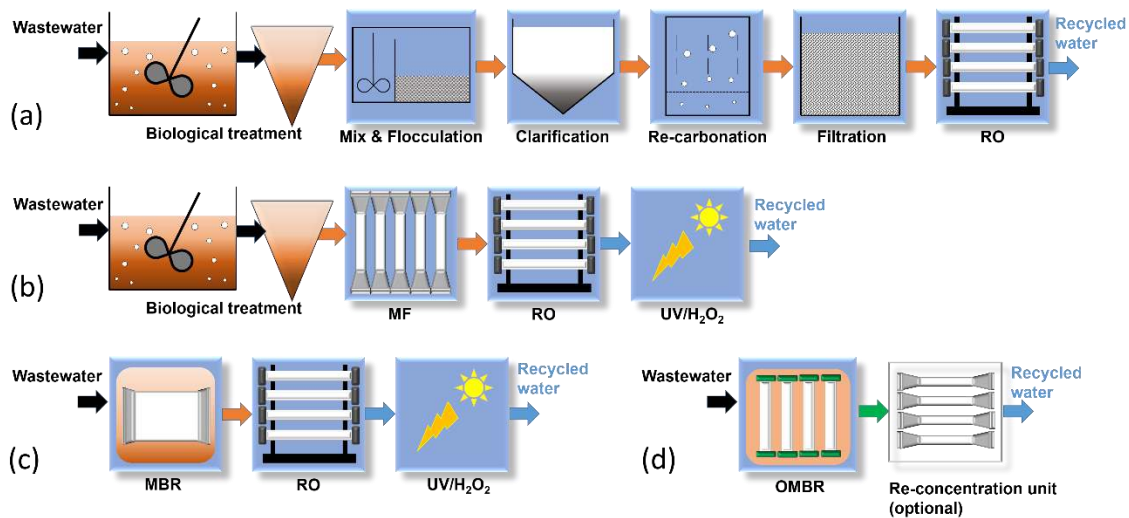 Wastewater
Recycled
water
(a)
Biological treatment
Mix & Flocculation
Clarification
Re-carbonation
Filtration
RO
Wastewater
Recycled
water
(b)
Biological treatment
MF
RO
UV/H₂O₂
Wastewater
Recycled
water
(c)
MBR
RO
UV/H₂O₂
Wastewater
Recycled
water
(d)
OMBR
Re-concentration unit
(optional)